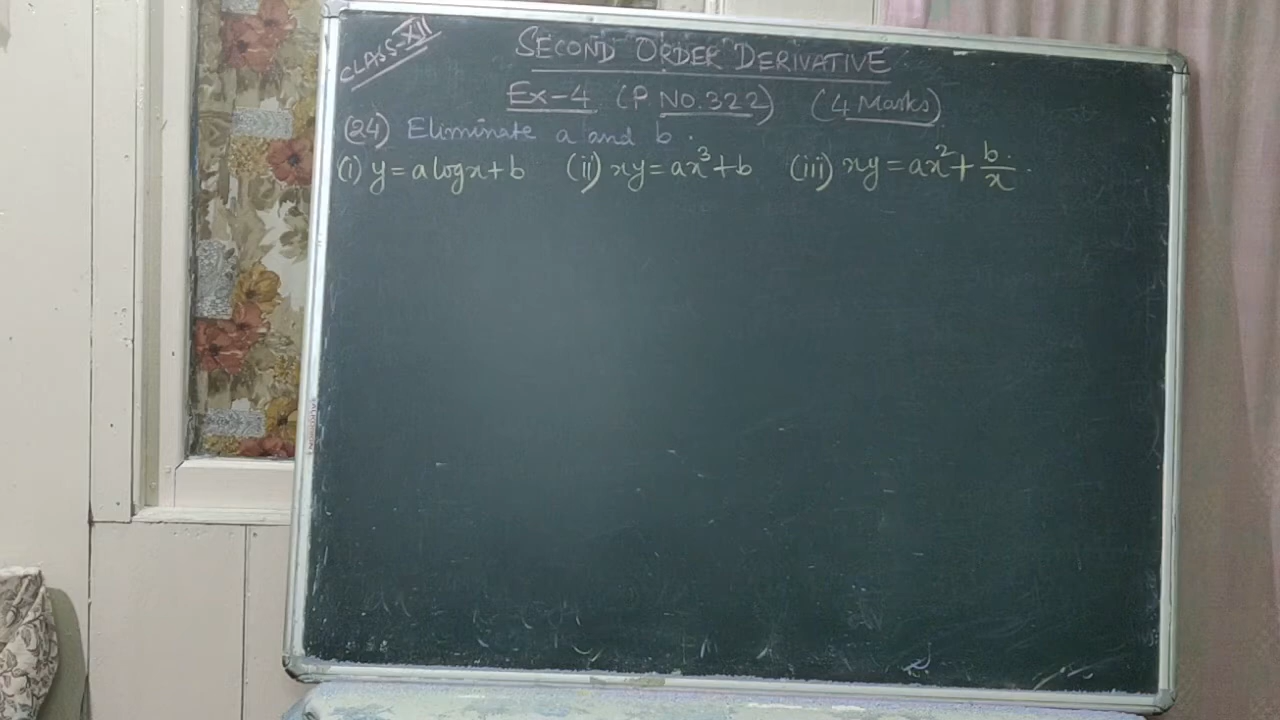 CLASS-XII
SECOND ORDER DERIVATIVE
Ex-4 (P. NO. 322) (4 Marks)
(24) Eliminate a and b.
(i) y = a logx + b (ii) xy = ax³ + b (iii) xy = ax² + b/x